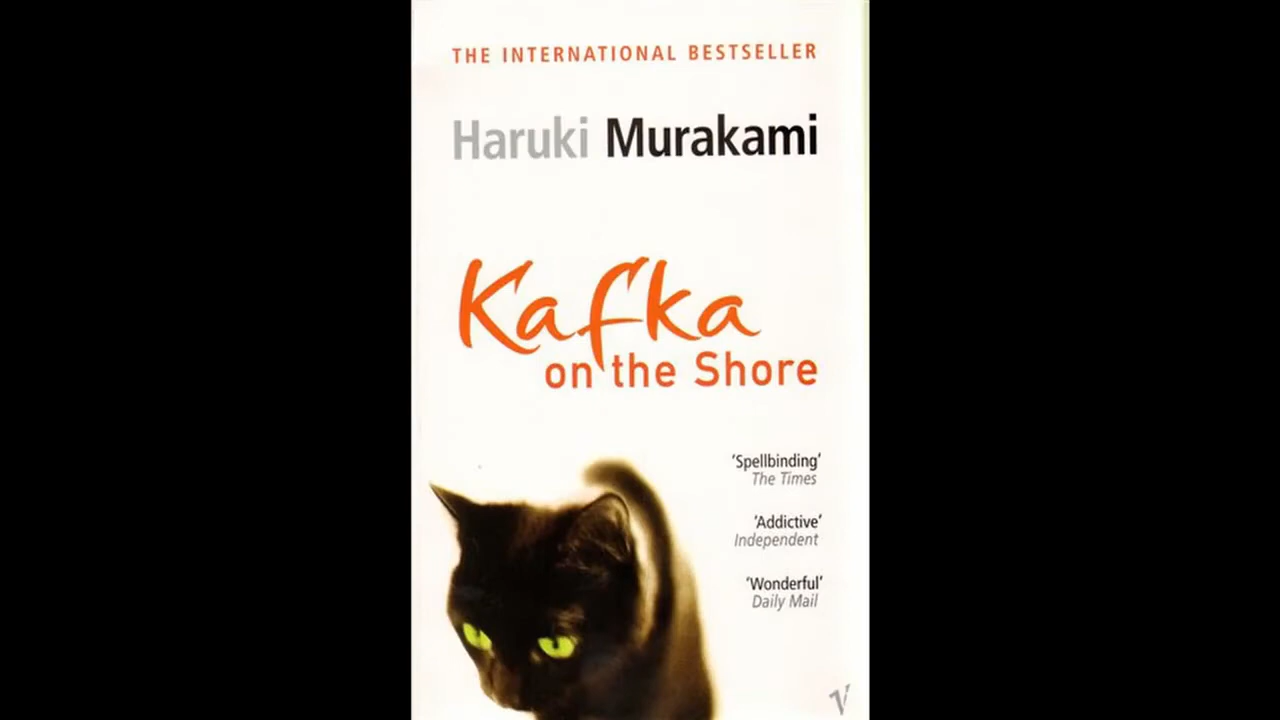 THE INTERNATIONAL BESTSELLER
Haruki Murakami
Kafka
on the Shore
'Spellbinding'
The Times
'Addictive'
Independent
'Wonderful'
Daily Mail
V